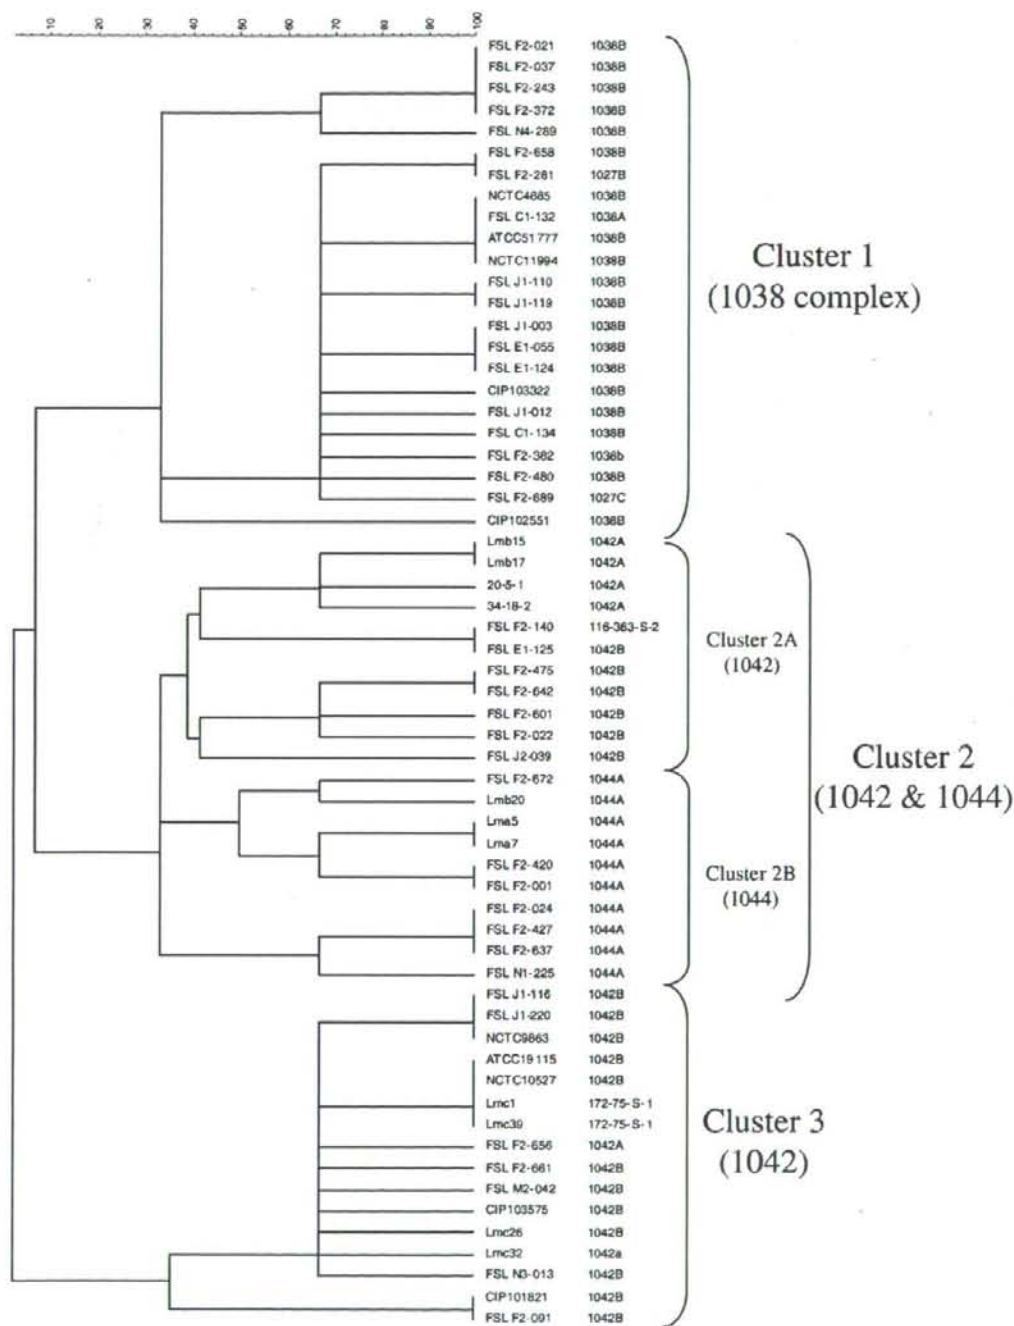 10 20 30 40 50 60 70 80 90 100
FSL F2-021 1038B
FSL F2-037 1038B
FSL F2-243 1038B
FSL F2-372 1038B
FSL N4-289 1038B
FSL F2-658 1038B
FSL F2-281 1027B
NCTC4885 1038B
FSL C1-132 1038A
ATCC51777 1038B
NCTC11994 1038B
FSL J1-110 1038B
FSL J1-119 1038B
FSL J1-003 1038B
FSL E1-055 1038B
FSL E1-124 1038B
CIP103322 1038B
FSL J1-012 1038B
FSL C1-134 1038B
FSL F2-382 1038b
FSL F2-480 1038B
FSL F2-689 1027C
CIP102551 1038B
Cluster 1
(1038 complex)
Lmb15 1042A
Lmb17 1042A
20-5-1 1042A
34-18-2 1042A
FSL F2-140 116-363-S-2
FSL E1-125 1042B
FSL F2-475 1042B
FSL F2-642 1042B
FSL F2-601 1042B
FSL F2-022 1042B
FSL J2-039 1042B
Cluster 2A
(1042)
FSL F2-672 1044A
Lmb20 1044A
Lma5 1044A
Lma7 1044A
FSL F2-420 1044A
FSL F2-001 1044A
FSL F2-024 1044A
FSL F2-427 1044A
FSL F2-637 1044A
FSL N1-225 1044A
Cluster 2B
(1044)
Cluster 2
(1042 & 1044)
FSL J1-116 1042B
FSL J1-220 1042B
NCTC9863 1042B
ATCC19115 1042B
NCTC10527 1042B
Lmc1 172-75-S-1
Lmc39 172-75-S-1
FSL F2-656 1042A
FSL F2-661 1042B
FSL M2-042 1042B
CIP103575 1042B
Lmc26 1042B
Lmc32 1042a
FSL N3-013 1042B
CIP101821 1042B
FSL F2-091 1042B
Cluster 3
(1042)